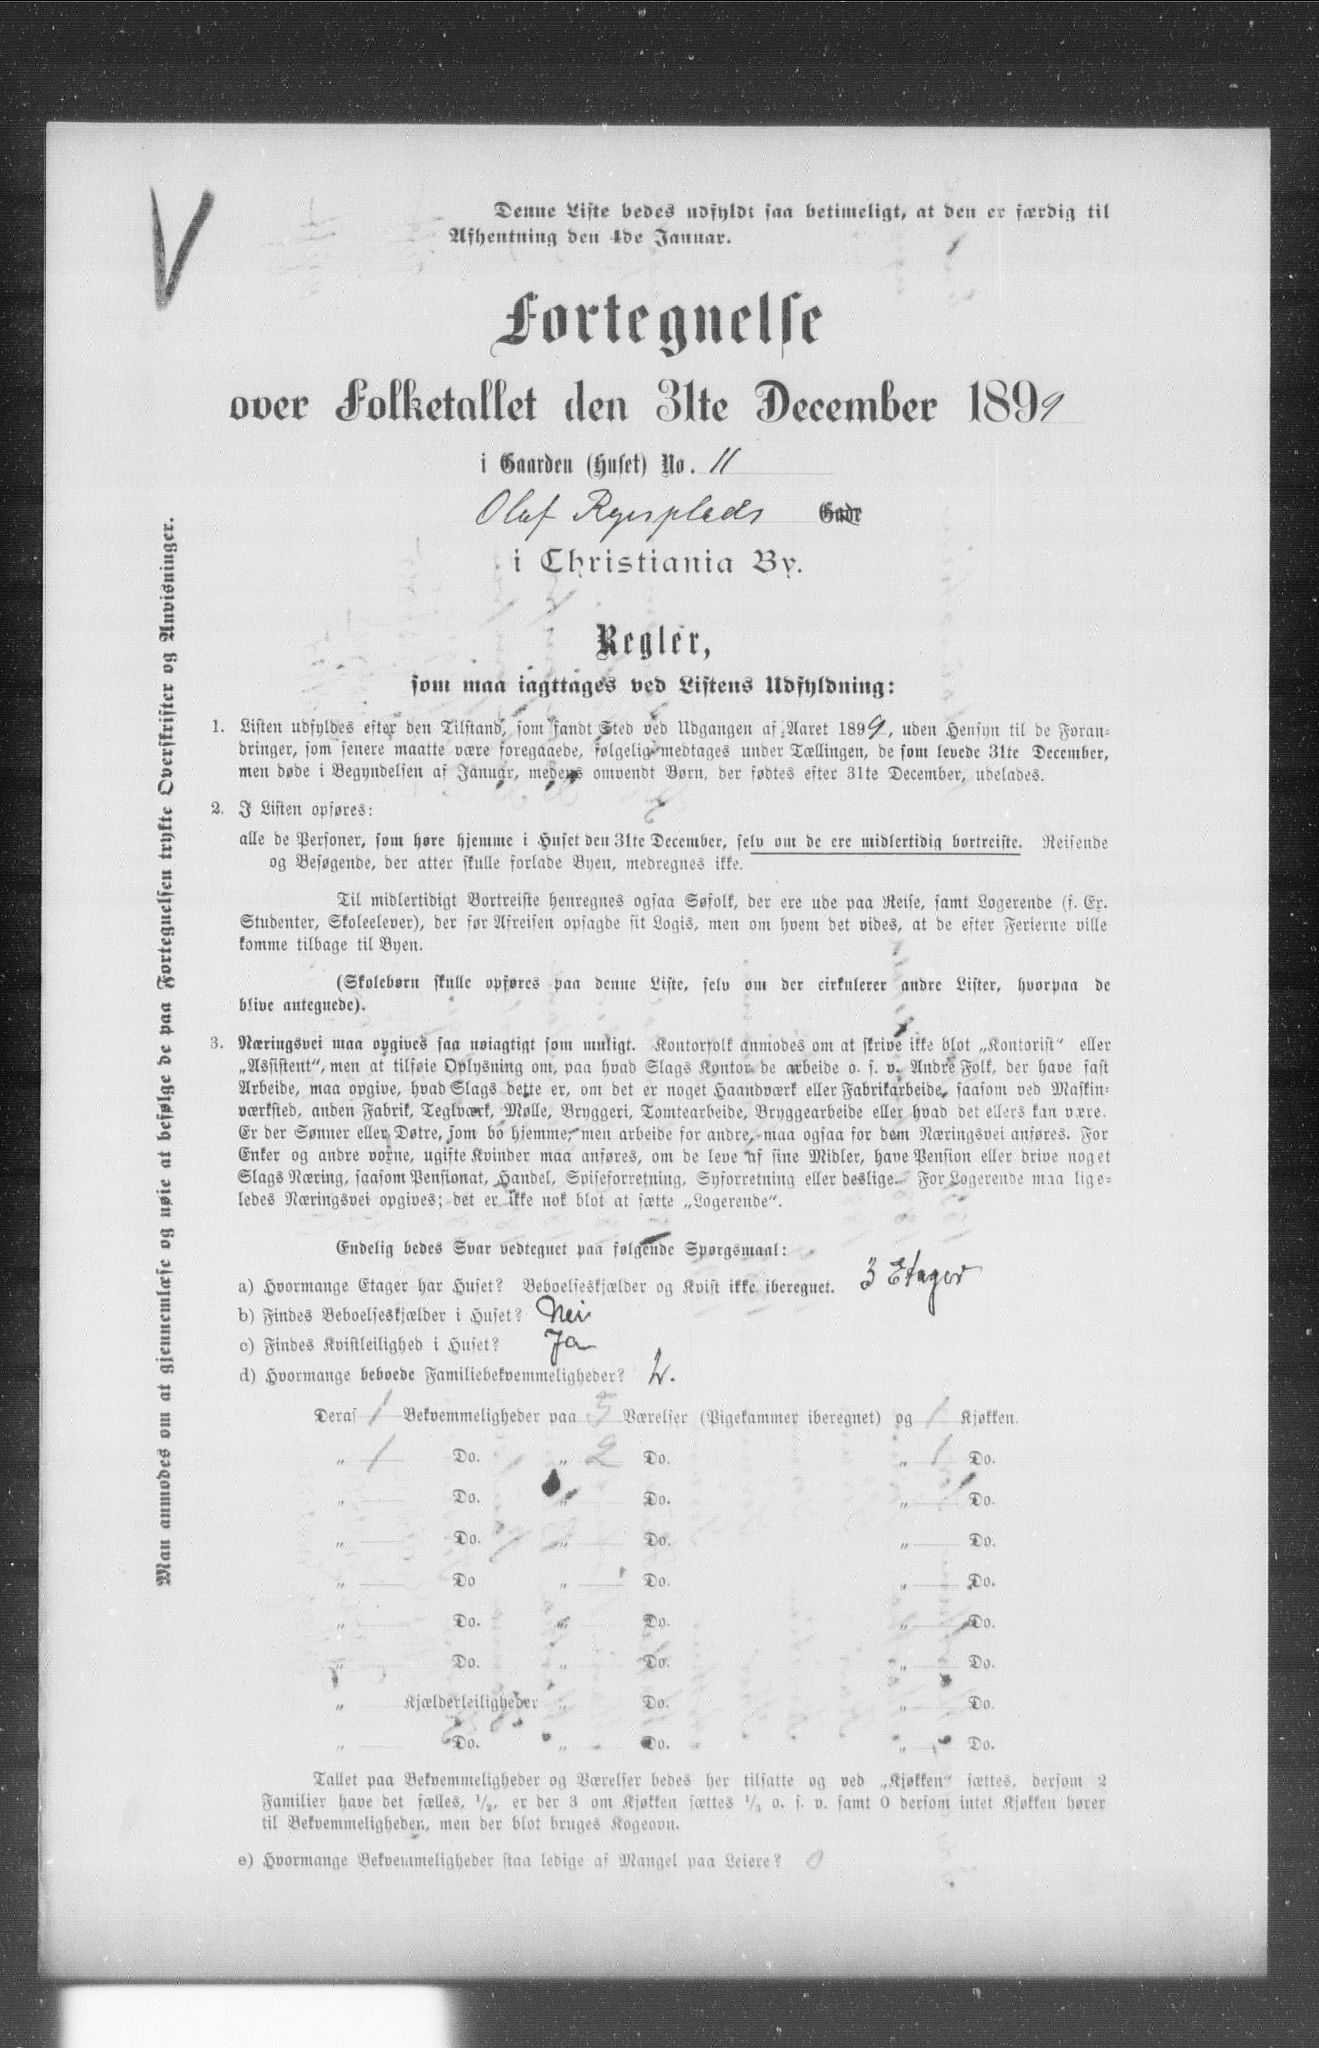 V
Denne Liste bedes udfyldt saa betimeligt, at den er færdig til
Afhentning den 4de Januar.
Fortegnelse
over Folketallet den 31te December 1899
i Gaarden (Huset) No. 11
Olaf Ryesplads Gade
i Christiania By.
Regler,
som maa iagttages ved Listens Udfyldning:
1. Listen udfyldes efter den Tilstand, som fandt Sted ved Udgangen af Aaret 1899, uden Hensyn til de Foran-
dringer, som senere maatte være foregaaede, følgelig medtages under Tællingen, de som levede 31te December,
men døde i Begyndelsen af Januar, medens omvendt Børn, der fødtes efter 31te December, udelades.
2. I Listen opføres:
alle de Personer, som høre hjemme i Huset den 31te December, selv om de ere midlertidig bortreiste. Reisende
og Besøgende, der atter skulle forlade Byen, medregnes ikke.
Til midlertidigt Bortreiste henregnes ogsaa Søfolk, der ere ude paa Reise, samt Logerende (f. Ex.
Studenter, Skoleelever), der før Afreisen opsagde sit Logis, men om hvem det vides, at de efter Ferierne ville
komme tilbage til Byen.
(Skolebørn skulle opføres paa denne Liste, selv om der cirkulerer andre Lister, hvorpaa de
blive antegnede).
3. Næringsvei maa opgives saa nøiagtigt som muligt. Kontorfolk anmodes om at skrive ikke blot „Kontorist" eller
„Assistent", men at tilføie Oplysning om, paa hvad Slags Kontor de arbeide o. s. v. Andre Folk, der have fast
Arbeide, maa opgive, hvad Slags dette er, om det er noget Haandværk eller Fabrikarbeide, saasom ved Maskin-
værksted, anden Fabrik, Teglværk, Mølle, Bryggeri, Tomtearbeide, Bryggearbeide eller hvad det ellers kan være.
Er der Sønner eller Døtre, som bo hjemme, men arbeide for andre, maa ogsaa for dem Næringsvei anføres. For
Enker og andre voxne, ugifte Kvinder maa anføres, om de leve af sine Midler, have Pension eller drive noget
Slags Næring, saasom Pensionat, Handel, Spiseforretning, Syforretning eller deslige. For Logerende maa lige-
ledes Næringsvei opgives; det er ikke nok blot at sætte „Logerende".
Endelig bedes Svar vedtegnet paa følgende Spørgsmaal:
a) Hvormange Etager har Huset? Beboelseskjælder og Kvist ikke iberegnet. 3 Etager
b) Findes Beboelseskjælder i Huset? Nei
c) Findes Kvistleilighed i Huset? Ja
d) Hvormange beboede Familiebekvemmeligheder? 2.
Deraf 1 Bekvemmeligheder paa 5 Værelser (Pigekammer iberegnet) og 1 Kjøkken.
„ 1 Do. „ 2 Do. „ 1 Do.
„ Do. „ Do. „ Do.
„ Do. „ Do. „ Do.
„ Do „ Do. „ Do.
„ Do. „ Do. „ Do.
„ Do. „ Do. „ Do.
„ Kjælderleiligheder „ Do. „ Do.
„ Do. „ Do. „ Do.
Tallet paa Bekvemmeligheder og Værelser bedes her tilsatte og ved „Kjøkken" sættes, dersom 2
Familier have det fælles, 1/2, er der 3 om Kjøkken sættes 1/3 o. s. v. samt 0 dersom intet Kjøkken hører
til Bekvemmeligheden, men der blot bruges Kogeovn.
e) Hvormange Bekvemmeligheder staa ledige af Mangel paa Leiere? 0
Man anmodes om at gjennemlæse og nøie at befølge de paa Fortegnelsen trykte Overskrifter og Anvisninger.